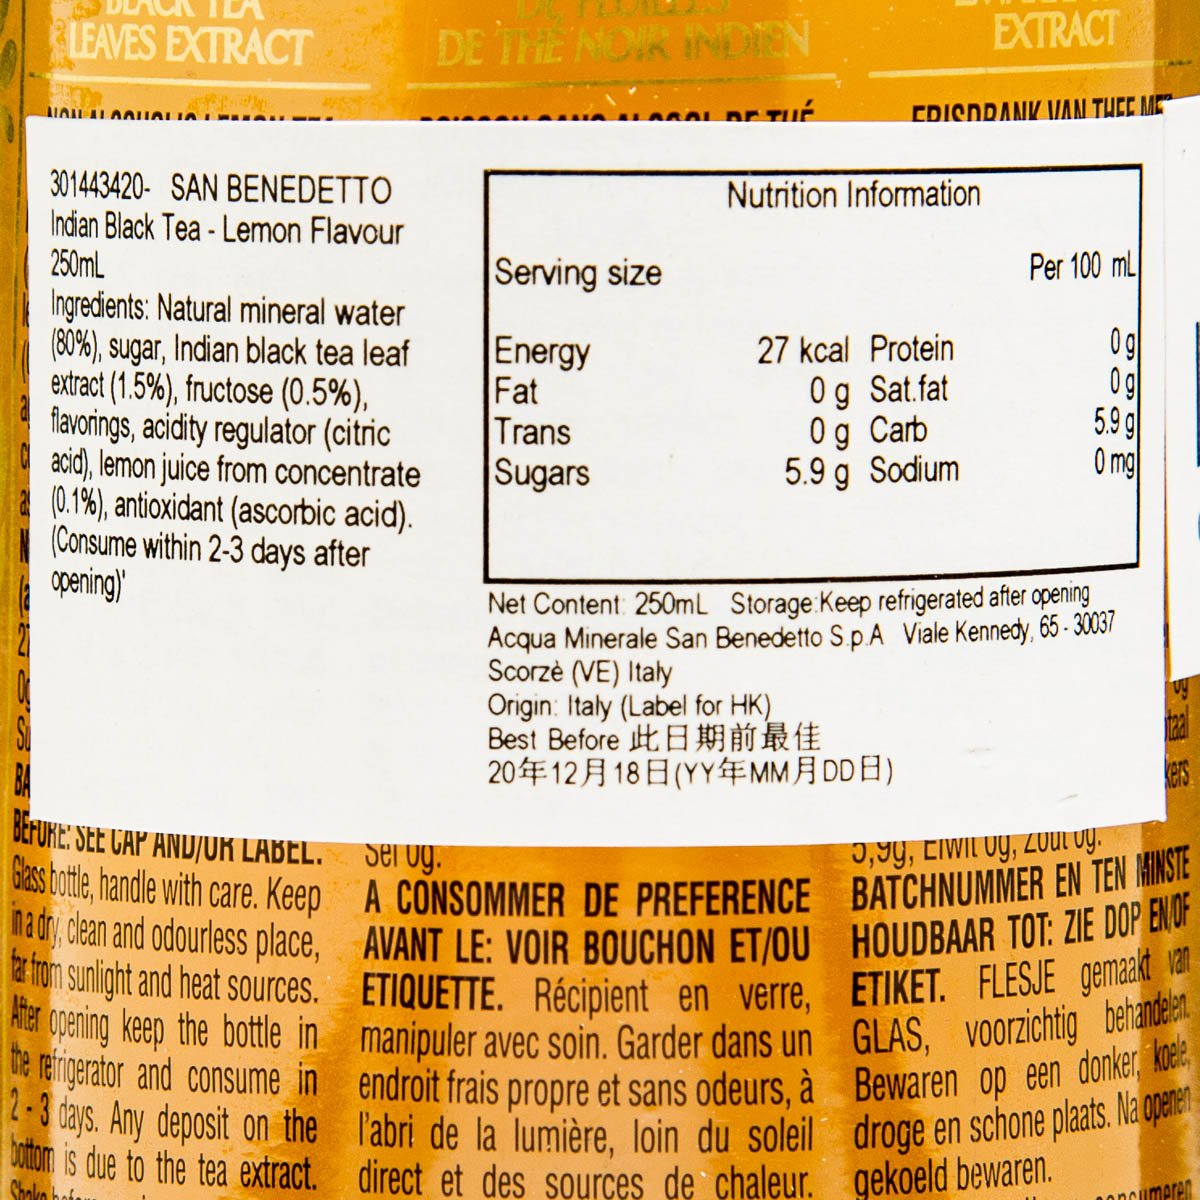 BLACK TEA
LEAVES EXTRACT
DE FEUILLES
DE THÉ NOIR INDIEN
EXTRACT
301443420- SAN BENEDETTO
Indian Black Tea - Lemon Flavour
250mL
Ingredients: Natural mineral water
(80%), sugar, Indian black tea leaf
extract (1.5%), fructose (0.5%),
flavorings, acidity regulator (citric
acid), lemon juice from concentrate
(0.1%), antioxidant (ascorbic acid).
(Consume within 2-3 days after
opening)'
Nutrition Information
Serving size Per 100 mL
Energy 27 kcal Protein 0 g
Fat 0 g Sat.fat 0 g
Trans 0 g Carb 5.9 g
Sugars 5.9 g Sodium 0 mg
Net Content: 250mL Storage:Keep refrigerated after opening
Acqua Minerale San Benedetto S.p.A Viale Kennedy, 65 - 30037
Scorzè (VE) Italy
Origin: Italy (Label for HK)
Best Before 此日期前最佳
20年12月18日(YY年MM月DD日)
BEFORE: SEE CAP AND/OR LABEL.
Glass bottle, handle with care. Keep
in a dry, clean and odourless place,
far from sunlight and heat sources.
After opening keep the bottle in
the refrigerator and consume in
2 - 3 days. Any deposit on the
bottom is due to the tea extract.
Sel 0g.
A CONSOMMER DE PREFERENCE
AVANT LE: VOIR BOUCHON ET/OU
ETIQUETTE. Récipient en verre,
manipuler avec soin. Garder dans un
endroit frais propre et sans odeurs, à
l'abri de la lumière, loin du soleil
direct et des sources de chaleur.
5,9g, Eiwit 0g, Zout 0g.
BATCHNUMMER EN TEN MINSTE
HOUDBAAR TOT: ZIE DOP EN/OF
ETIKET. FLESJE gemaakt van
GLAS, voorzichtig behandelen.
Bewaren op een donker, koele,
droge en schone plaats. Na openen
gekoeld bewaren.